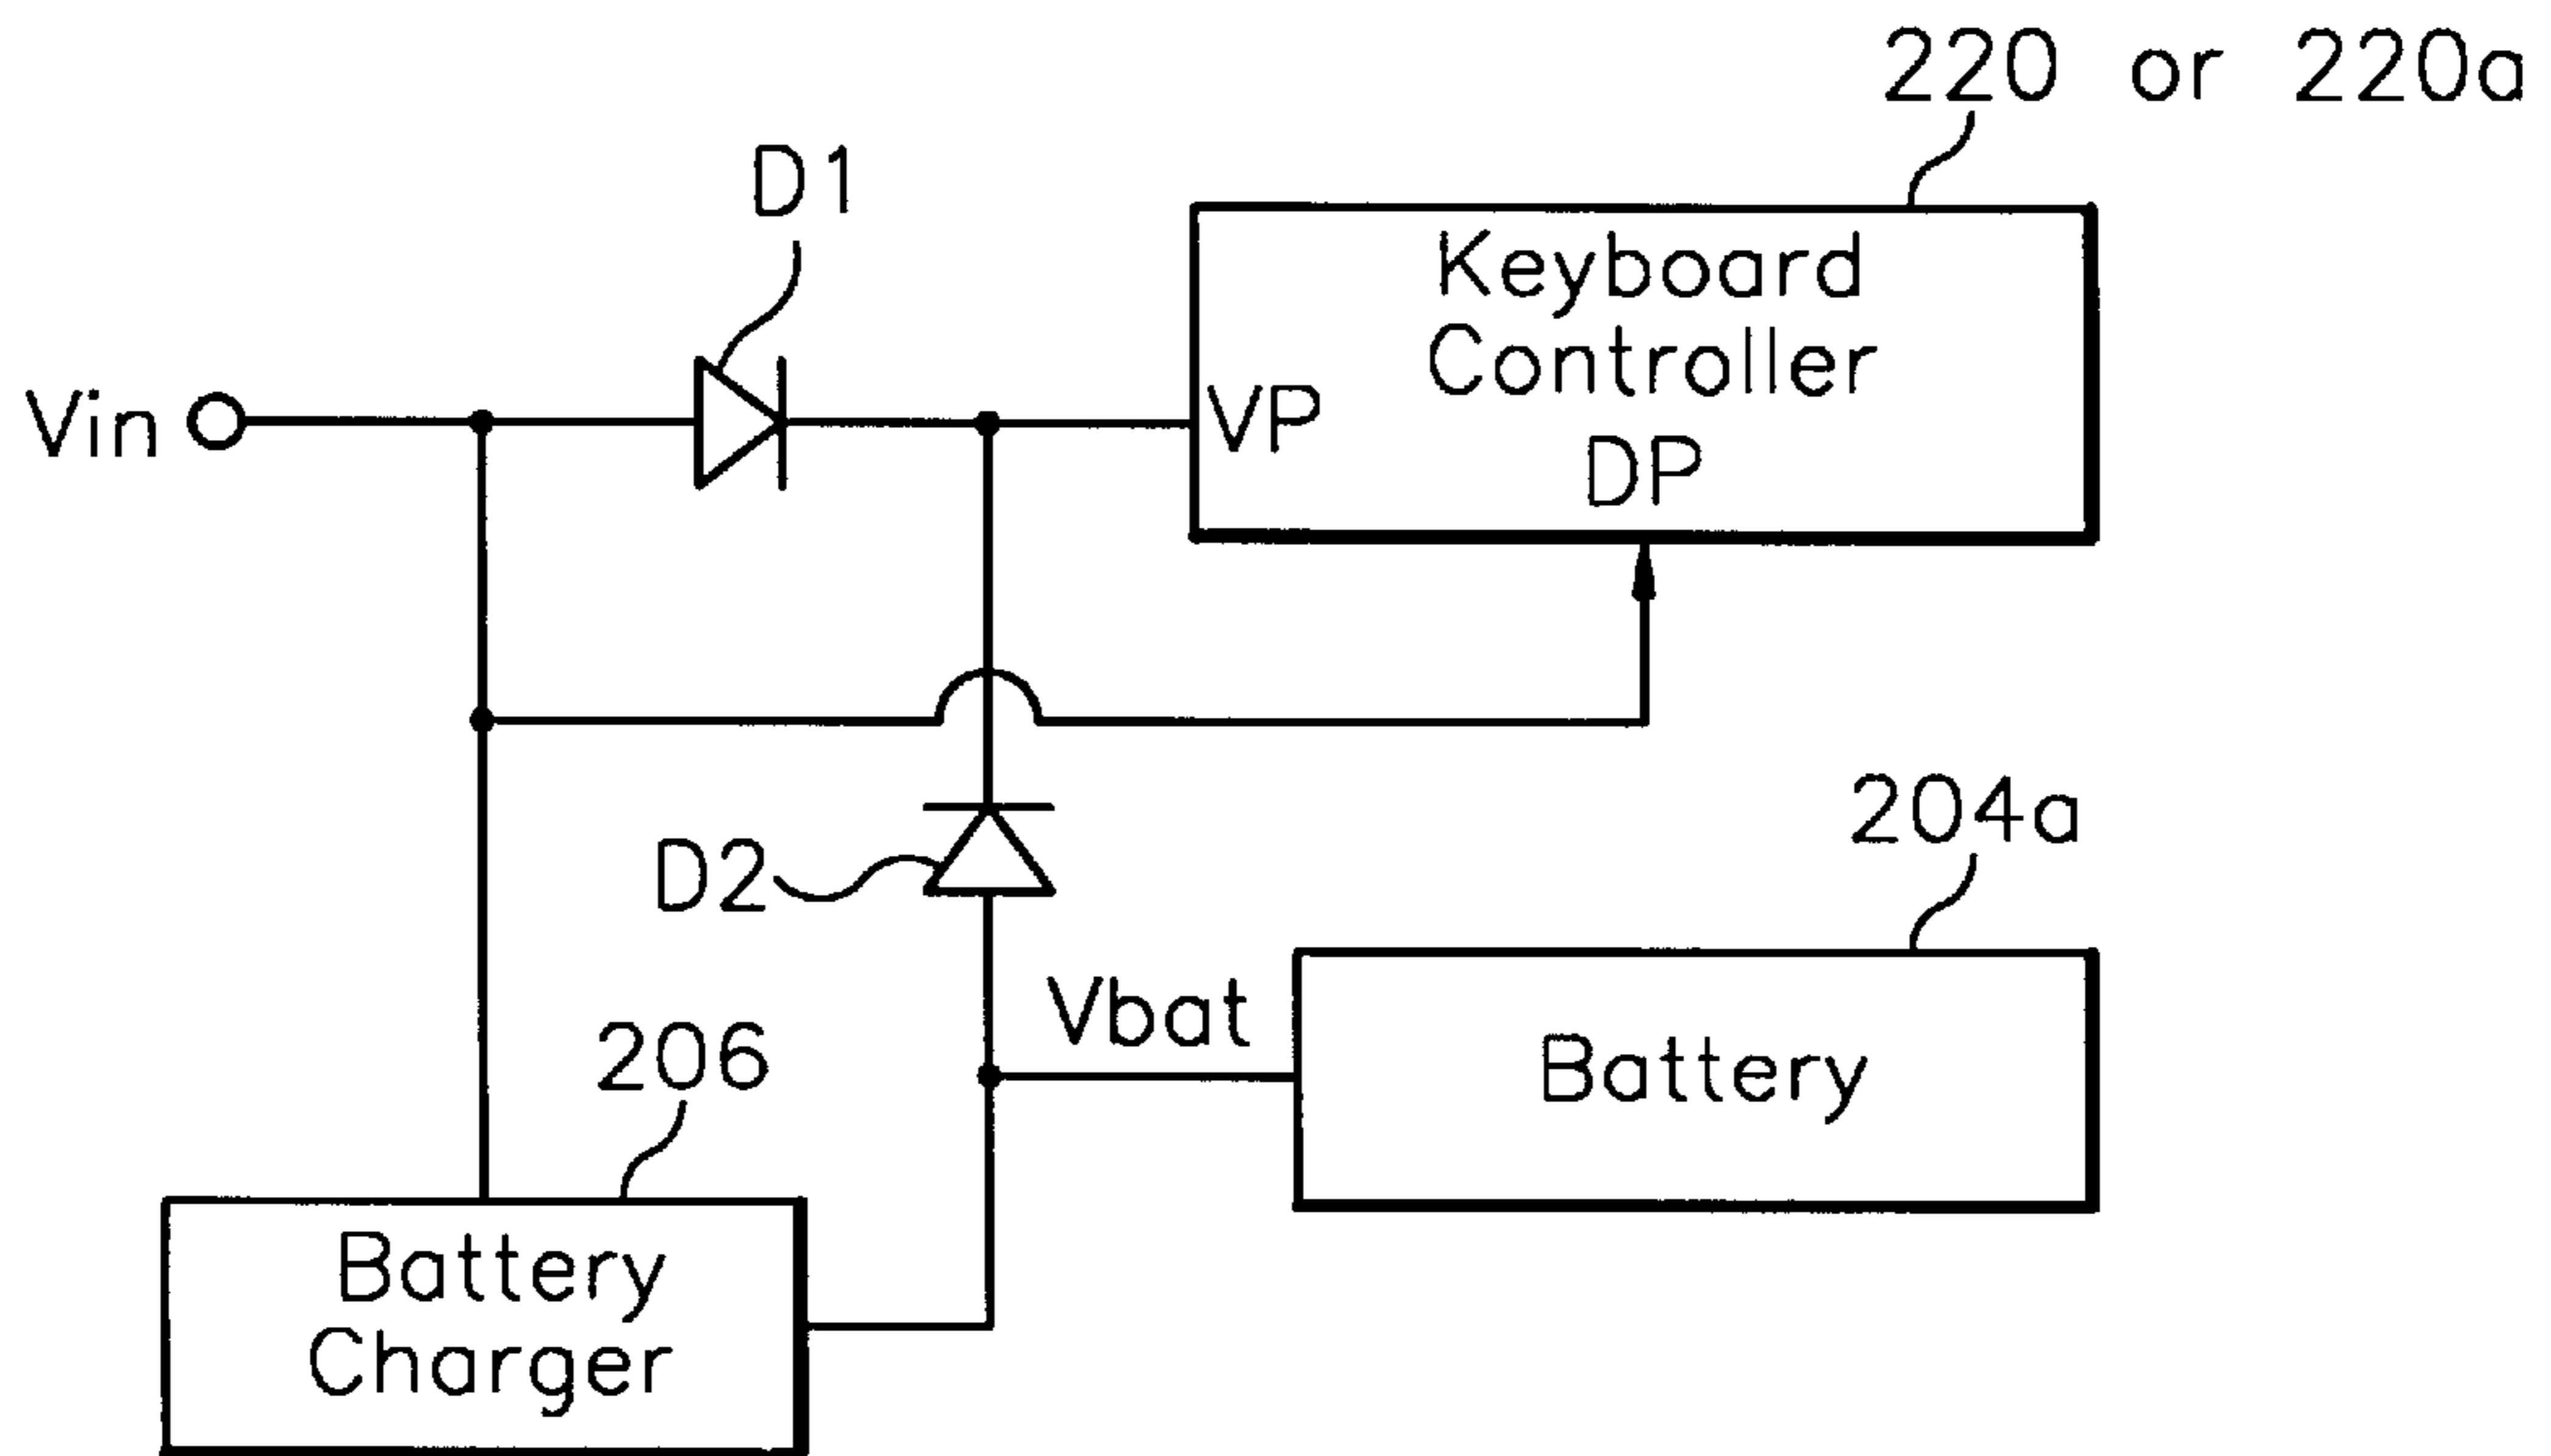 220 or 220a
D1
Keyboard
Controller
Vin
VP
DP
204a
D2
Vbat
206
Battery
Battery
Charger